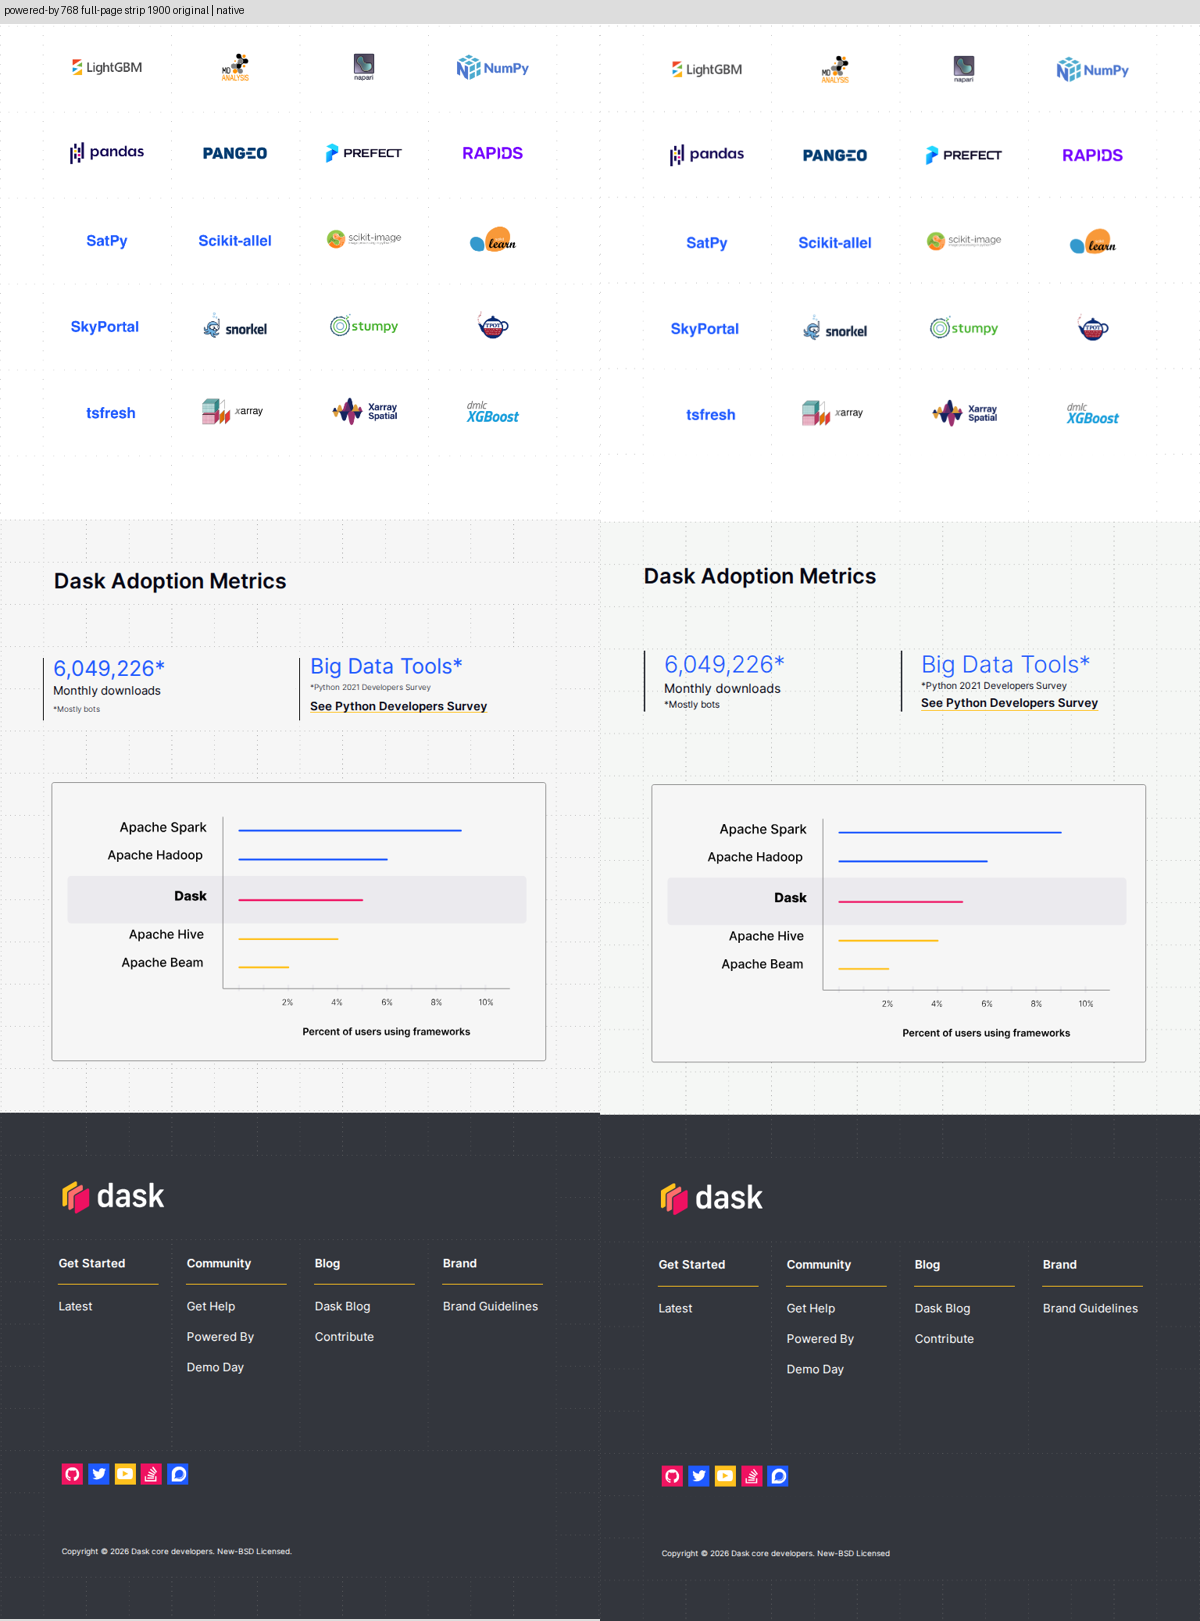 powered-by 768 full-page strip 1900 original | native
LightGBM
MD ANALYSIS
napari
NumPy
LightGBM
MD ANALYSIS
napari
NumPy
pandas
PANGEO
PREFECT
RAPIDS
pandas
PANGEO
PREFECT
RAPIDS
SatPy
Scikit-allel
scikit-image
learn
SatPy
Scikit-allel
scikit-image
learn
SkyPortal
snorkel
stumpy
TPOT
SkyPortal
snorkel
stumpy
TPOT
tsfresh
xarray
Xarray Spatial
dmlc XGBoost
tsfresh
xarray
Xarray Spatial
dmlc XGBoost
Dask Adoption Metrics
6,049,226*
Monthly downloads
*Mostly bots
Big Data Tools*
*Python 2021 Developers Survey
See Python Developers Survey
Apache Spark
Apache Hadoop
Dask
Apache Hive
Apache Beam
2% 4% 6% 8% 10%
Percent of users using frameworks
Dask Adoption Metrics
6,049,226*
Monthly downloads
*Mostly bots
Big Data Tools*
*Python 2021 Developers Survey
See Python Developers Survey
Apache Spark
Apache Hadoop
Dask
Apache Hive
Apache Beam
2% 4% 6% 8% 10%
Percent of users using frameworks
dask
Get Started
Latest
Community
Get Help
Powered By
Demo Day
Blog
Dask Blog
Contribute
Brand
Brand Guidelines
Copyright © 2026 Dask core developers. New-BSD Licensed.
dask
Get Started
Latest
Community
Get Help
Powered By
Demo Day
Blog
Dask Blog
Contribute
Brand
Brand Guidelines
Copyright © 2026 Dask core developers. New-BSD Licensed